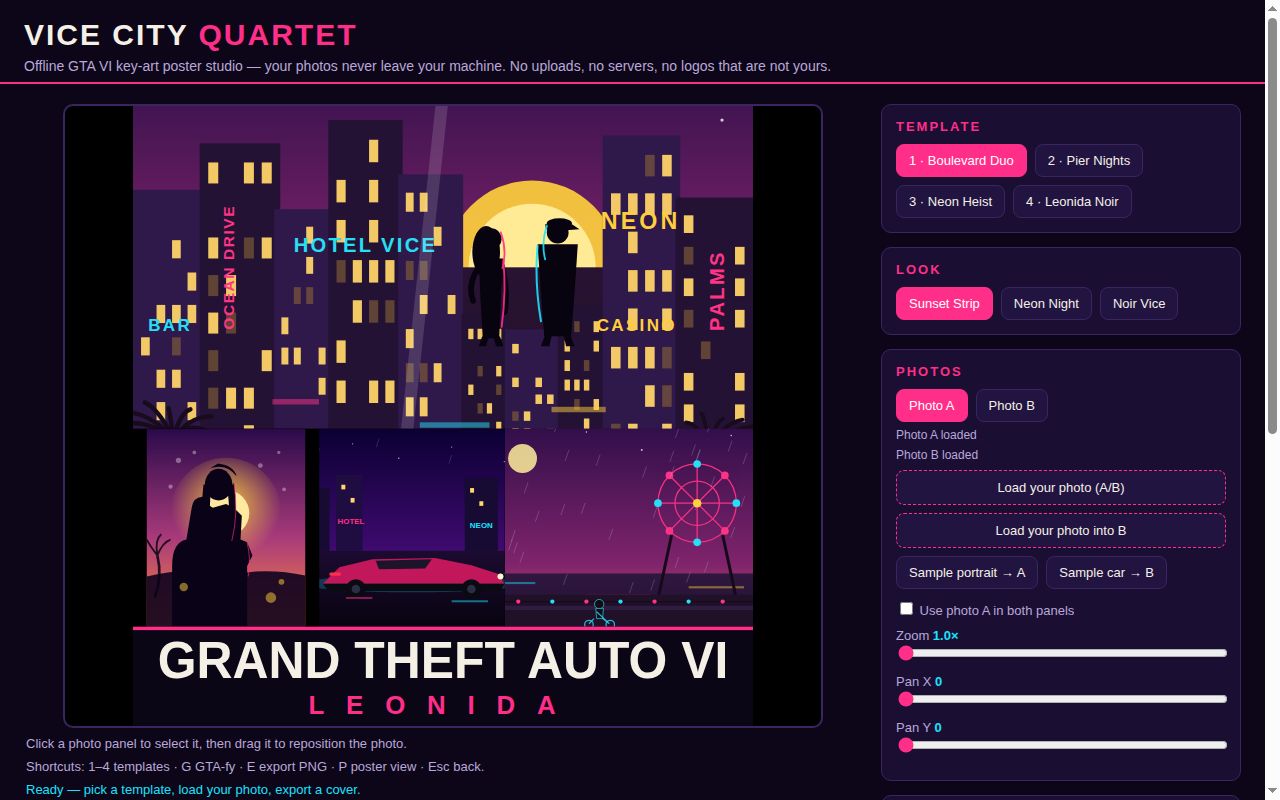 VICE CITY QUARTET
Offline GTA VI key-art poster studio — your photos never leave your machine. No uploads, no servers, no logos that are not yours.
OCEAN DRIVE
HOTEL VICE
NEON
PALMS
BAR
CASINO
HOTEL
NEON
GRAND THEFT AUTO VI
LEONIDA
Click a photo panel to select it, then drag it to reposition the photo.
Shortcuts: 1–4 templates · G GTA-fy · E export PNG · P poster view · Esc back.
Ready — pick a template, load your photo, export a cover.
TEMPLATE
1 · Boulevard Duo
2 · Pier Nights
3 · Neon Heist
4 · Leonida Noir
LOOK
Sunset Strip
Neon Night
Noir Vice
PHOTOS
Photo A
Photo B
Photo A loaded
Photo B loaded
Load your photo (A/B)
Load your photo into B
Sample portrait → A
Sample car → B
Use photo A in both panels
Zoom 1.0×
Pan X 0
Pan Y 0